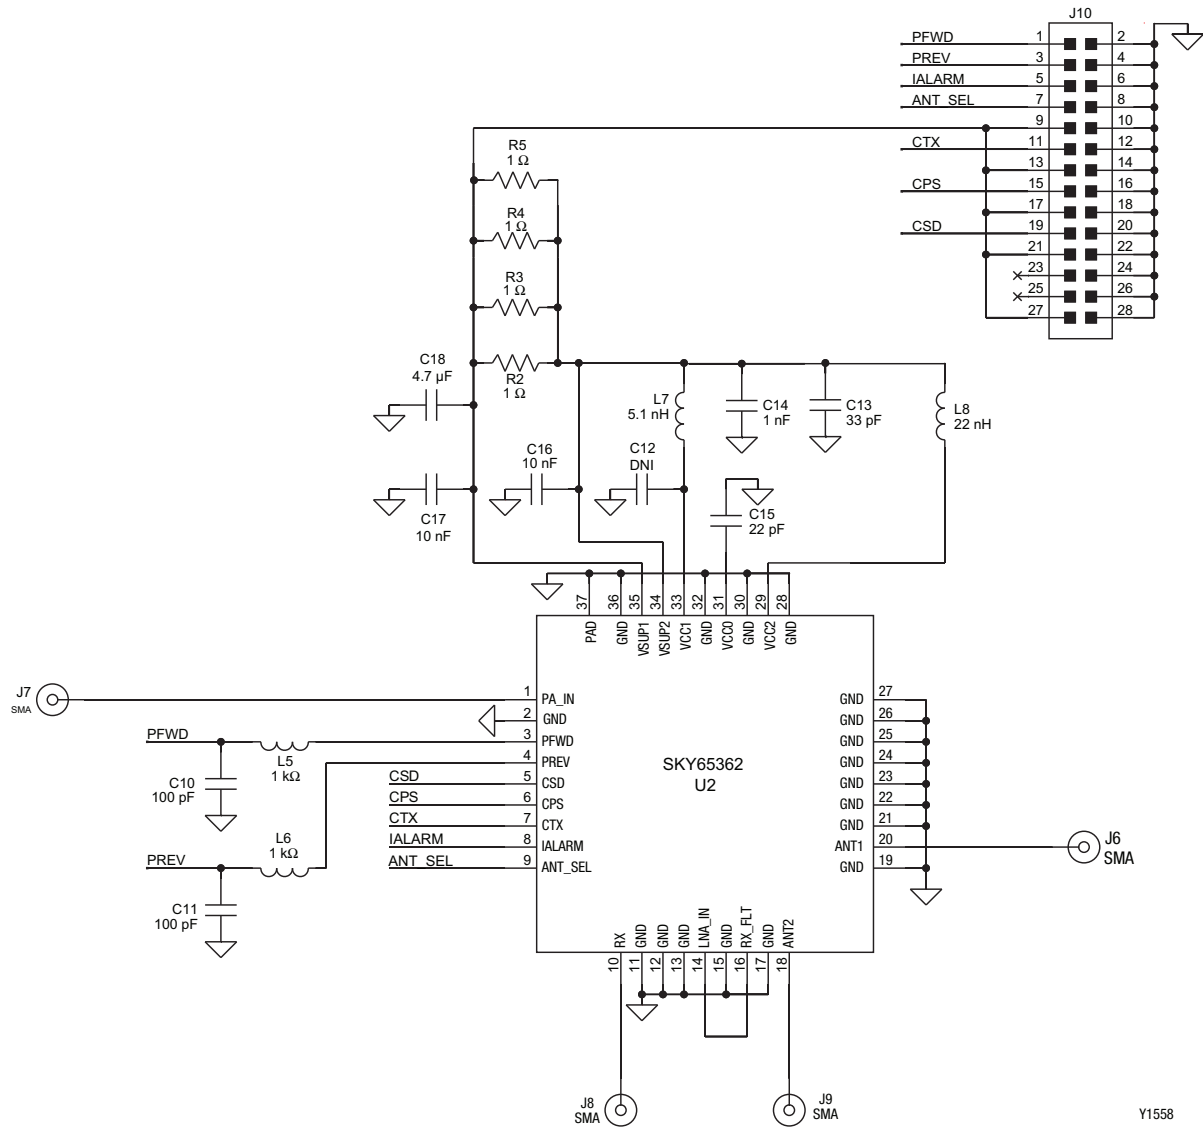 J10
PFWD 1 2
PREV 3 4
IALARM 5 6
ANT_SEL 7 8
9 10
CTX 11 12
13 14
CPS 15 16
17 18
CSD 19 20
21 22
23 24
25 26
27 28
R5
1 Ω
R4
1 Ω
R3
1 Ω
R2
1 Ω
C18
4.7 µF
C17
10 nF
C16
10 nF
L7
5.1 nH
C12
DNI
C14
1 nF
C13
33 pF
L8
22 nH
C15
22 pF
37 36 35 34 33 32 31 30 29 28
PAD GND VSUP1 VSUP2 VCC1 GND VCC0 GND VCC2 GND
J7
SMA
1 PA_IN
2 GND
3 PFWD
4 PREV
5 CSD
6 CPS
7 CTX
8 IALARM
9 ANT_SEL
PFWD
L5
1 kΩ
C10
100 pF
L6
1 kΩ
PREV
C11
100 pF
CSD
CPS
CTX
IALARM
ANT_SEL
SKY65362
U2
GND 27
GND 26
GND 25
GND 24
GND 23
GND 22
GND 21
ANT1 20
GND 19
J6
SMA
RX GND GND GND LNA_IN GND RX_FLT GND ANT2
10 11 12 13 14 15 16 17 18
J8
SMA
J9
SMA
Y1558